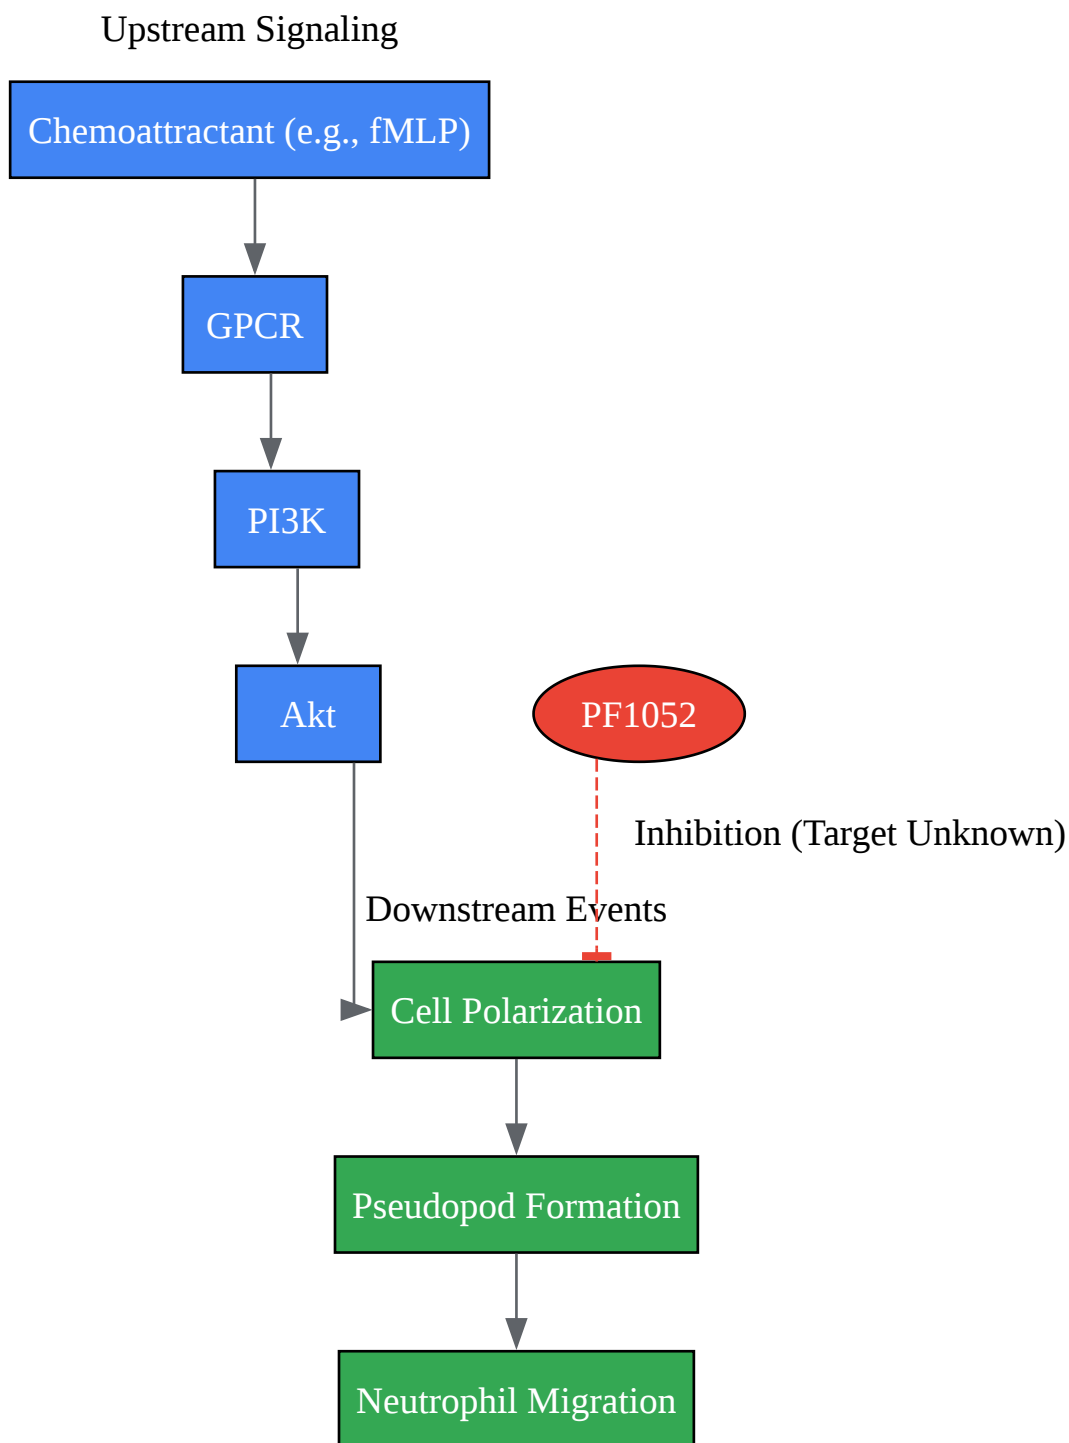 Upstream Signaling
Chemoattractant (e.g., fMLP)
GPCR
PI3K
Akt
PF1052
Inhibition (Target Unknown)
Downstream Events
Cell Polarization
Pseudopod Formation
Neutrophil Migration